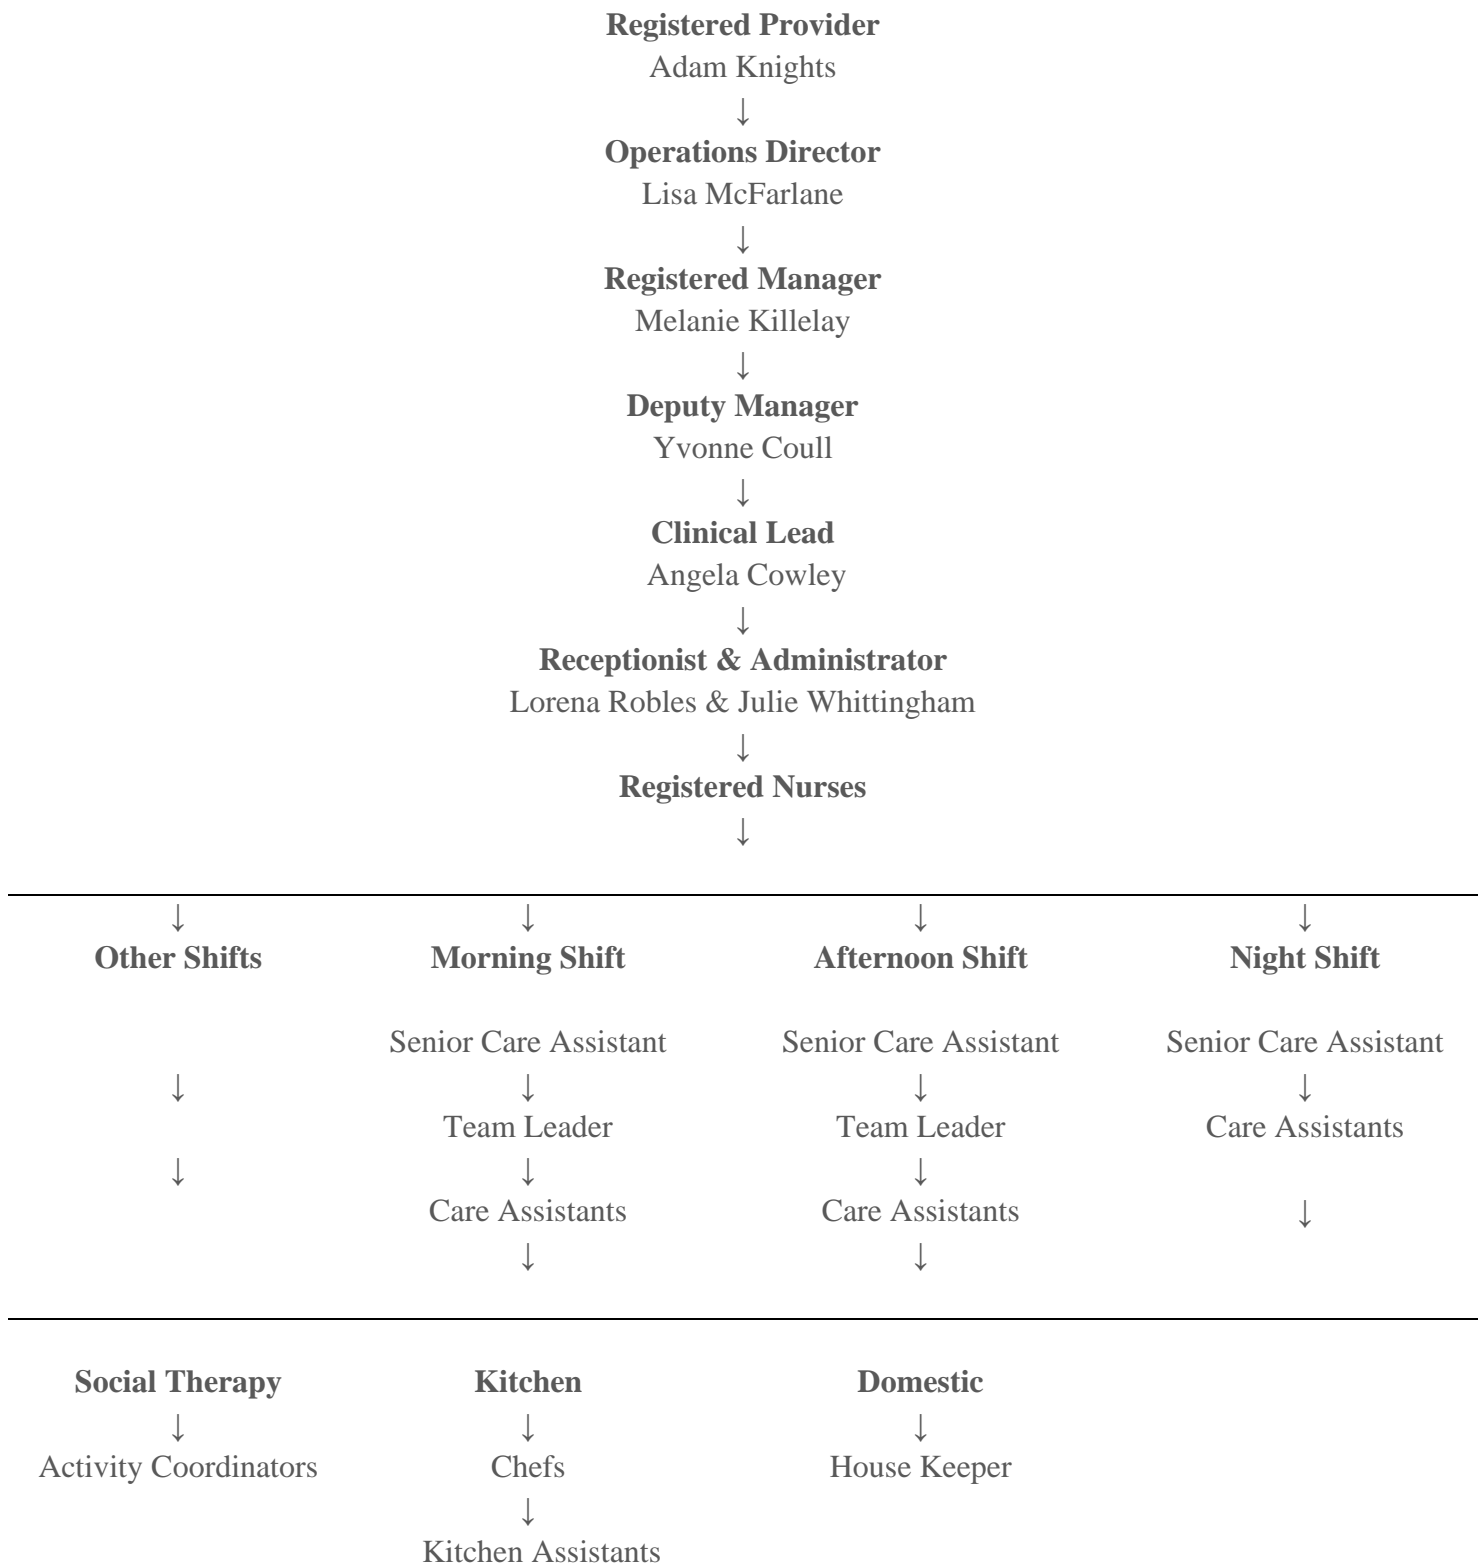 Registered Provider
Adam Knights
↓
Operations Director
Lisa McFarlane
↓
Registered Manager
Melanie Killelay
↓
Deputy Manager
Yvonne Coull
↓
Clinical Lead
Angela Cowley
↓
Receptionist & Administrator
Lorena Robles & Julie Whittingham
↓
Registered Nurses
↓
↓ ↓ ↓ ↓
Other Shifts Morning Shift Afternoon Shift Night Shift
Senior Care Assistant Senior Care Assistant Senior Care Assistant
↓ ↓ ↓ ↓
Team Leader Team Leader Care Assistants
↓ ↓ ↓
Care Assistants Care Assistants ↓
↓ ↓
Social Therapy Kitchen Domestic
↓ ↓ ↓
Activity Coordinators Chefs House Keeper
↓
Kitchen Assistants